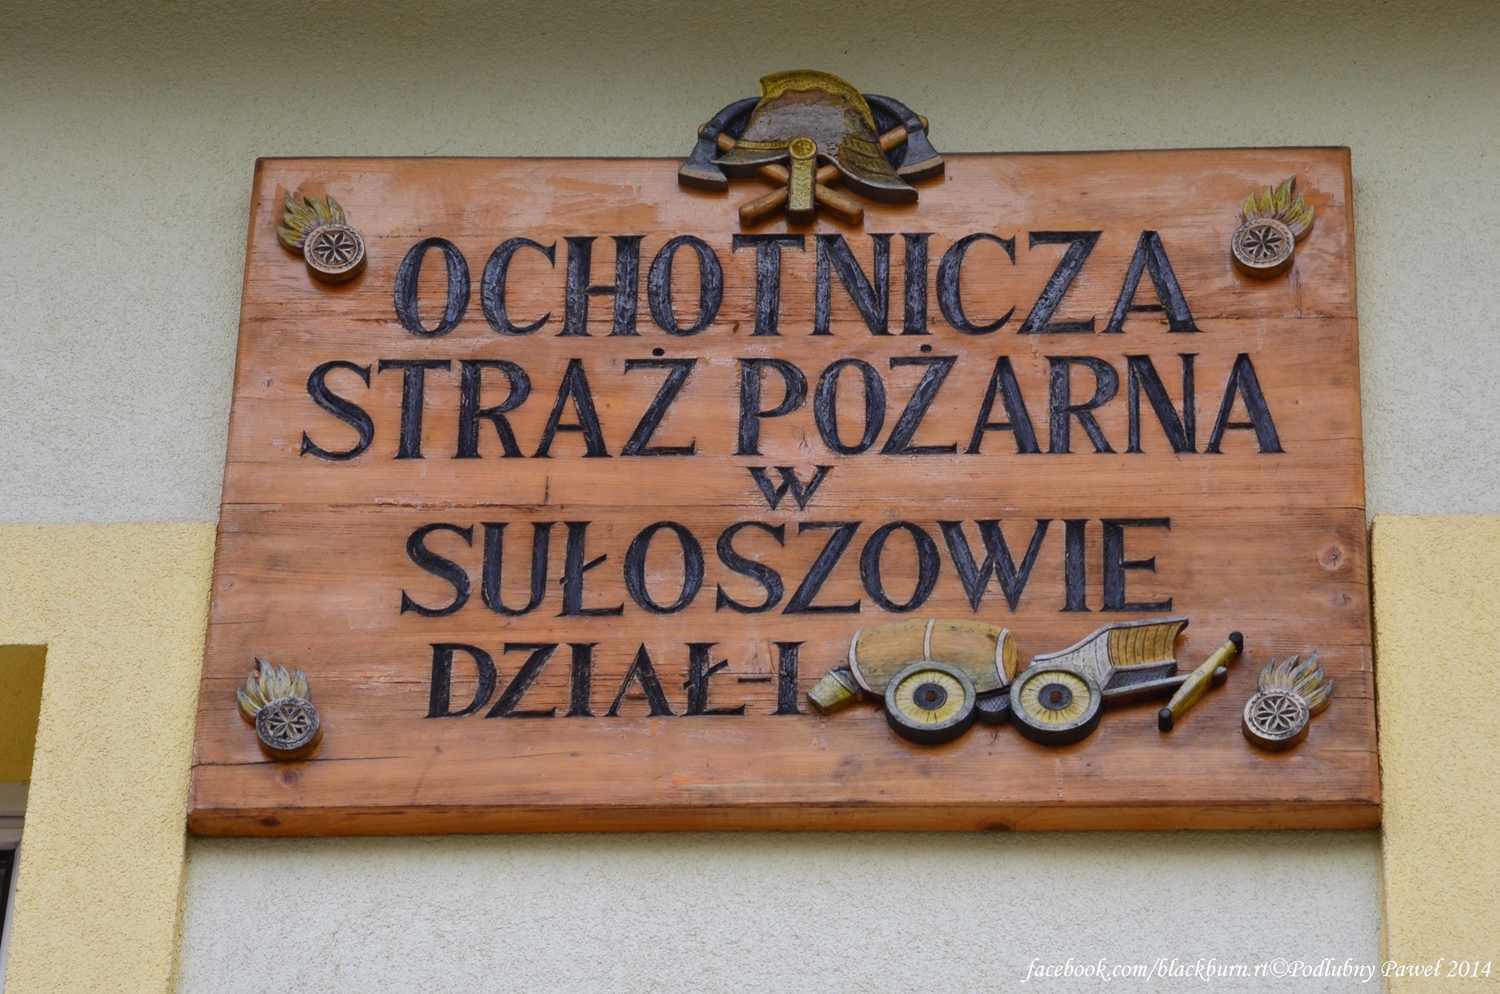 OCHOTNICZA
STRAŻ POŻARNA
W
SUŁOSZOWIE
DZIAŁ-I
facebook.com/blackburn.rt©Podlubny Paweł 2014